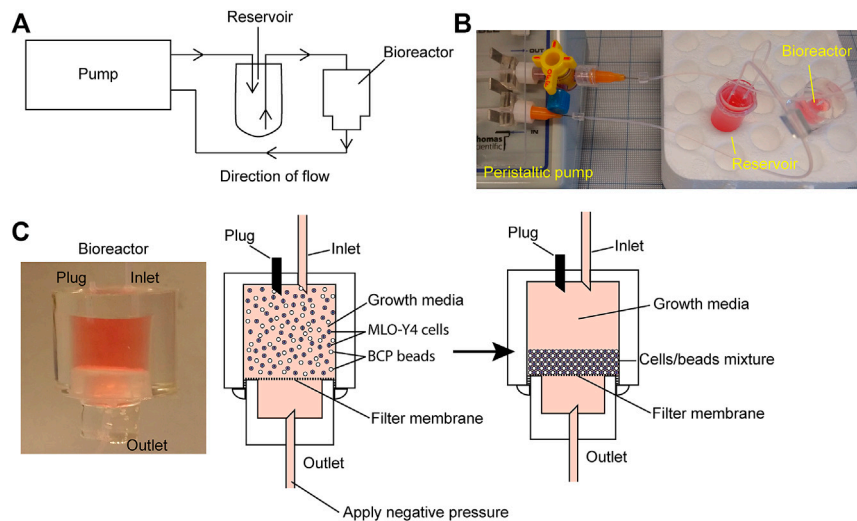 A
Reservoir
Pump
Bioreactor
Direction of flow
B
Bioreactor
OUT
IN
Thomas
Scientific
Reservoir
Peristaltic pump
C
Bioreactor
Plug
Inlet
Outlet
Plug
Inlet
Growth media
MLO-Y4 cells
BCP beads
Filter membrane
Outlet
Apply negative pressure
Plug
Inlet
Growth media
Cells/beads mixture
Filter membrane
Outlet